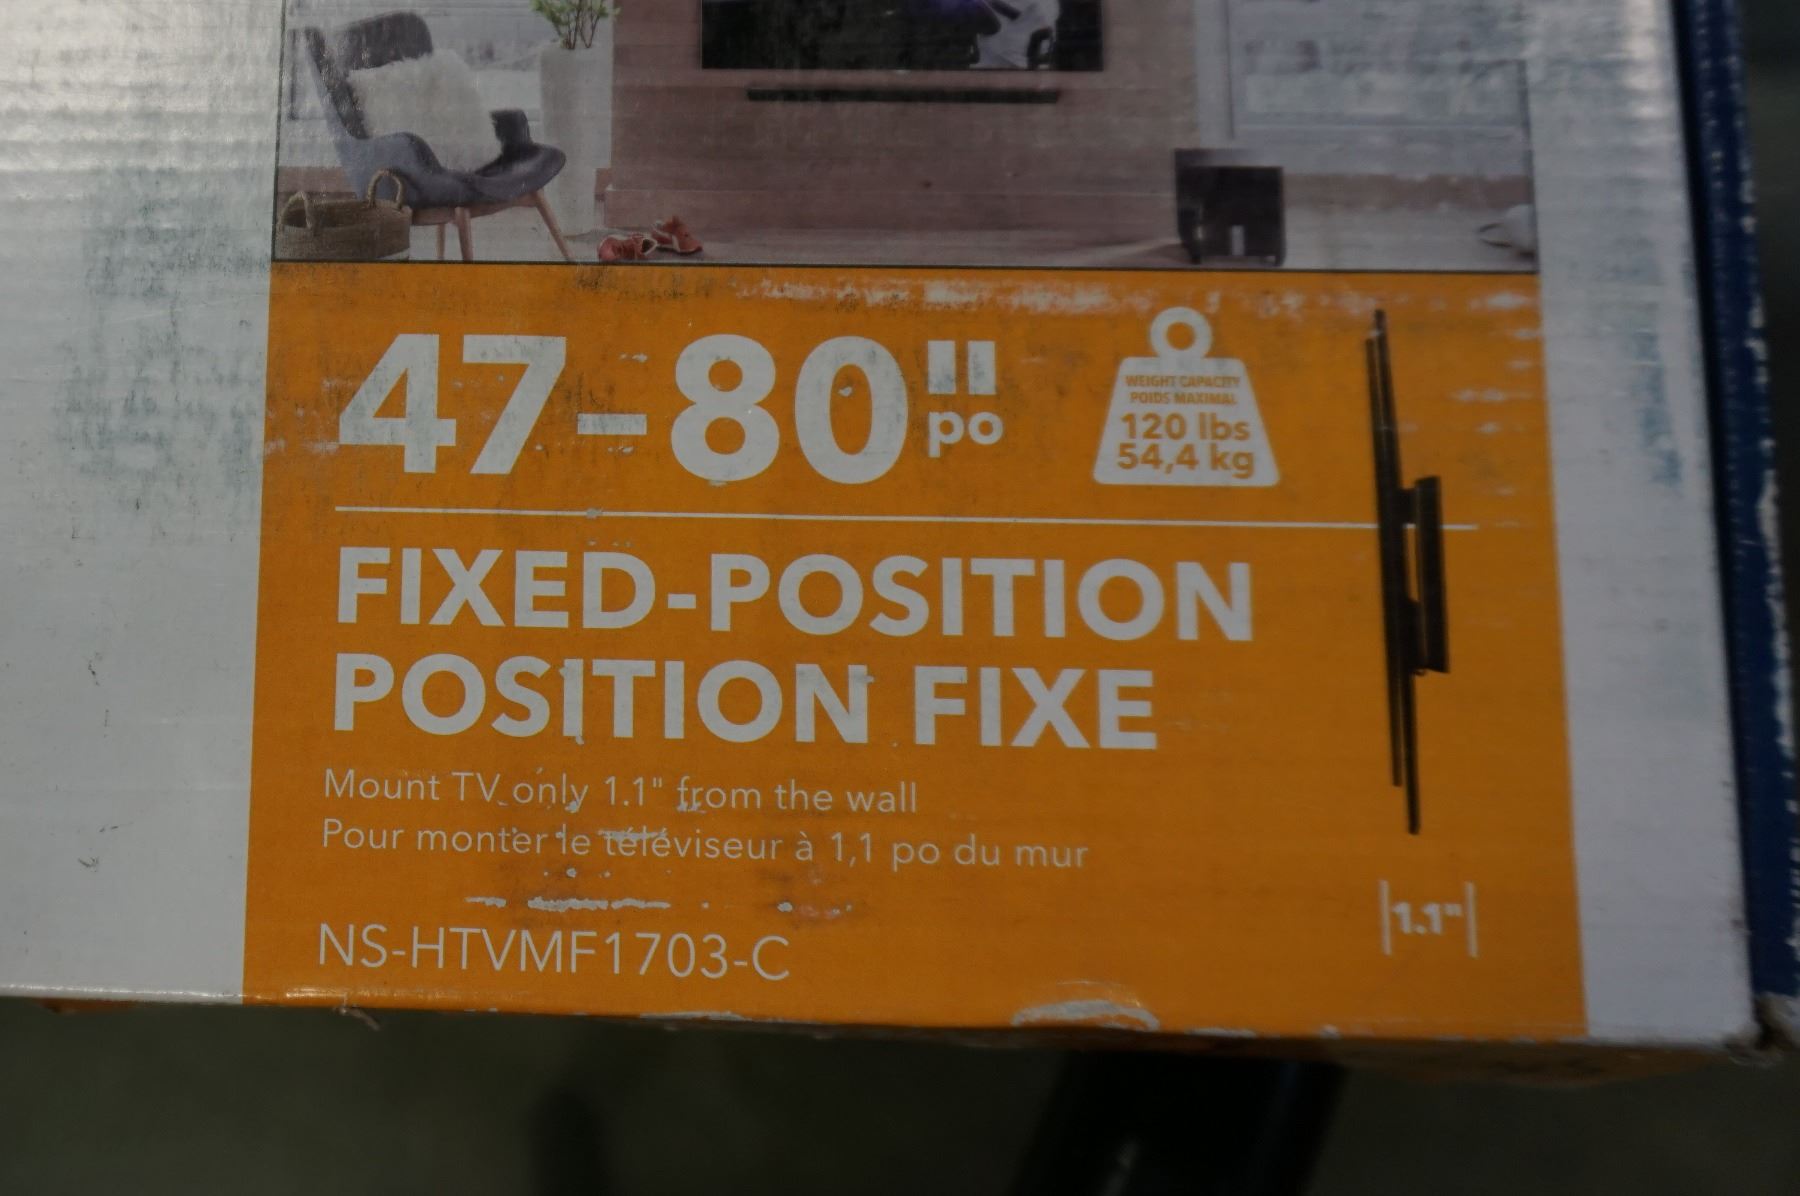 47–80"
po
WEIGHT CAPACITY
POIDS MAXIMAL
120 lbs
54,4 kg
FIXED-POSITION
POSITION FIXE
Mount TV only 1.1" from the wall
Pour monter le téléviseur à 1,1 po du mur
NS-HTVMF1703-C
|1.1"|